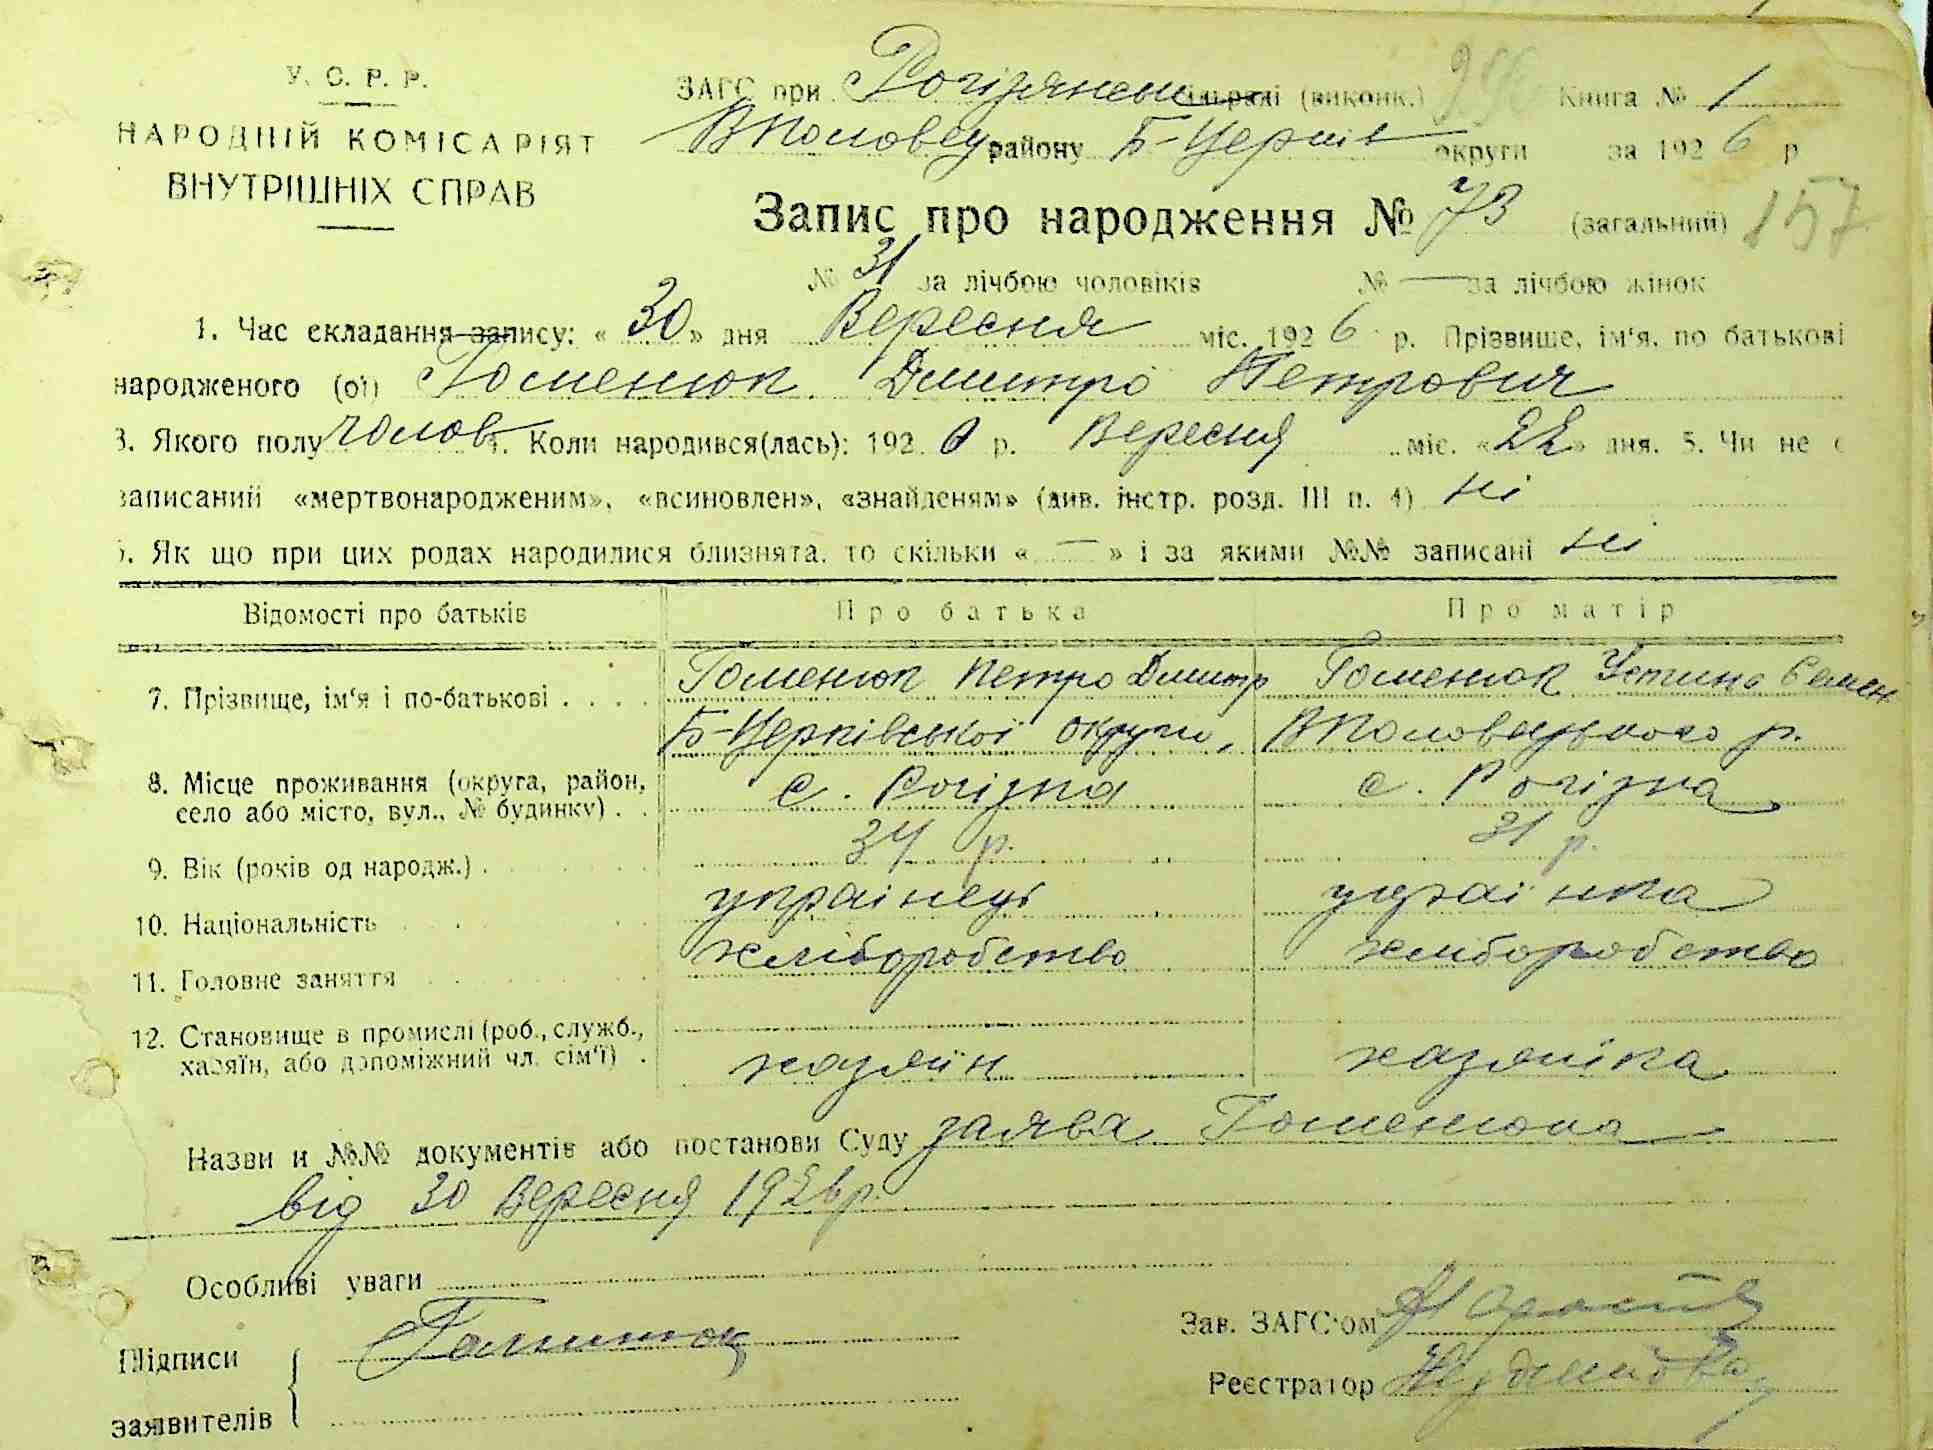 У. С. Р. Р.
НАРОДНІЙ КОМІСАРІЯТ
ВНУТРІШНІХ СПРАВ
ЗАГС при Рогізнянськ сільраді (виконк.) Книга № 1
ВПоловец району Б-Церків округи за 1926 р
Запис про народження № 73 (загальний) 157
№ 31 за лічбою чоловіків № — за лічбою жінок
1. Час складання запису: « 30 » дня Вересня міс. 1926 р. Прізвище, ім'я, по батькові
народженого (ої) Гоменюк Дмитро Петрович
3. Якого полу чолов 4. Коли народився(лась): 1926 р. Вересня міс. «22» дня. 5. Чи не є
записаний «мертвонародженим», «всиновлен», «знайденям» (див. інстр. розд. III п. 4) ні
6. Як що при цих родах народилися близнята, то скільки « — » і за якими №№ записані ні
Відомості про батьків Про батька Про матір
7. Прізвище, ім'я і по-батькові . . . . Гоменюк Петро Дмитр Гоменюк Устина Семен
Б-Церківської округи, ВПоловецького р.
8. Місце проживання (округа, район, село або місто, вул., № будинку) . . с. Рогізна с. Рогізна
9. Вік (років од народж.) . 34 р. 31 р.
10. Національність українець українка
11. Головне заняття хліборобство хліборобство
12. Становище в промислі (роб., служб., хазяїн, або допоміжний чл. сім'ї) . хазяїн хазяйка
Назви и №№ документів або постанови Суду заява Гоменюка
від 30 Вересня 1926 р.
Особливі уваги
Зав. ЗАГС'ом
Підписи
Реєстратор
заявителів